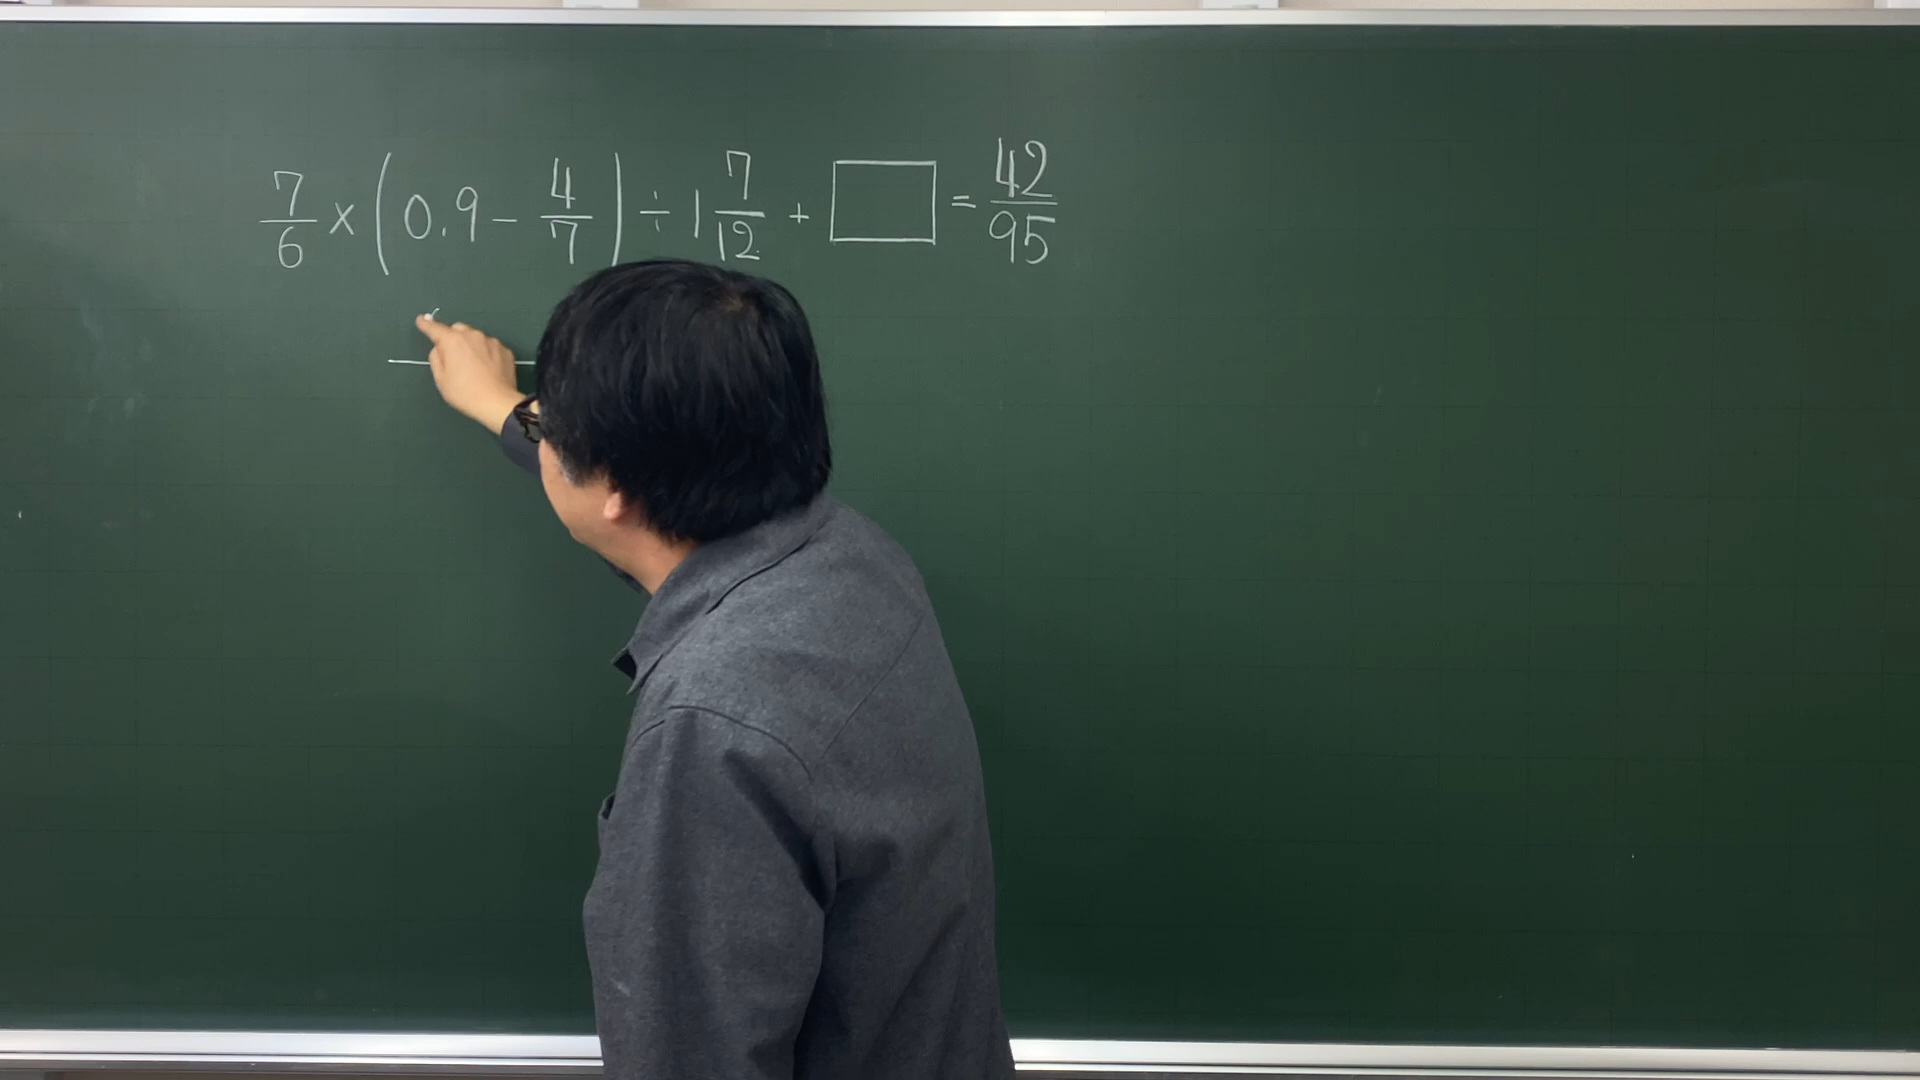 7/6 × (0.9 − 4/7) ÷ 1 7/12 + □ = 42/95